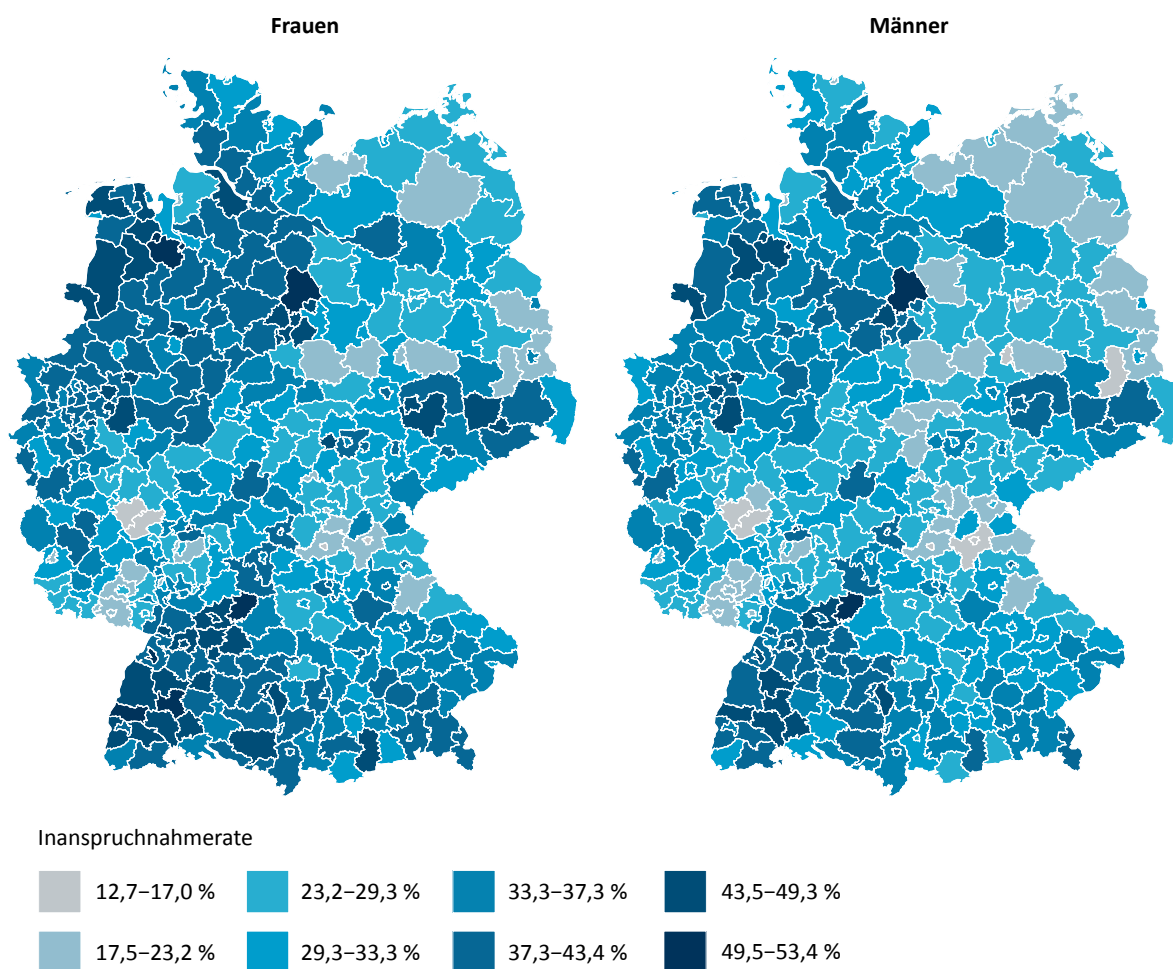 Frauen Männer
Inanspruchnahmerate
12,7–17,0 % 23,2–29,3 % 33,3–37,3 % 43,5–49,3 %
17,5–23,2 % 29,3–33,3 % 37,3–43,4 % 49,5–53,4 %